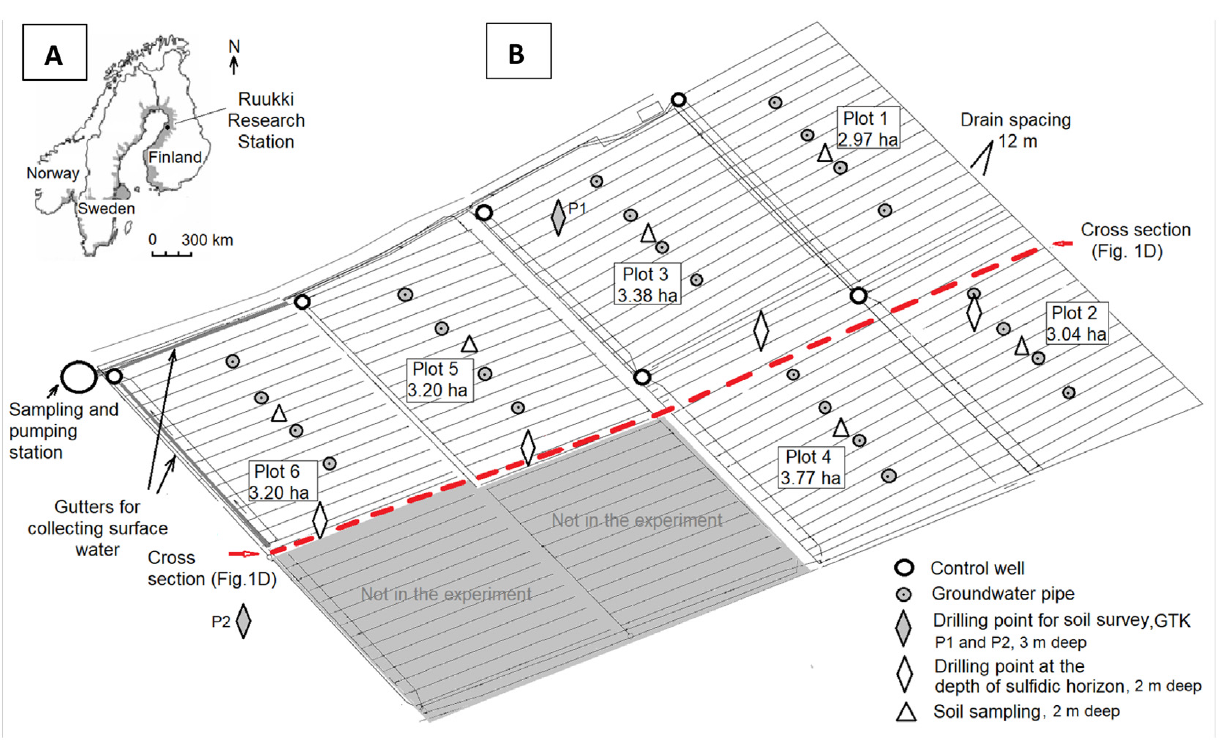 A
N
Ruukki
Research
Station
Norway
Finland
Sweden
0 300 km
B
Plot 1
2.97 ha
Drain spacing
12 m
P1
Cross section
(Fig. 1D)
Plot 3
3.38 ha
Plot 2
3.04 ha
Plot 5
3.20 ha
Sampling and
pumping
station
Plot 4
3.77 ha
Plot 6
3.20 ha
Gutters for
collecting surface
water
Not in the experiment
Cross
section (Fig.1D)
Not in the experiment
P2
Control well
Groundwater pipe
Drilling point for soil survey,GTK
P1 and P2, 3 m deep
Drilling point at the
depth of sulfidic horizon, 2 m deep
Soil sampling, 2 m deep